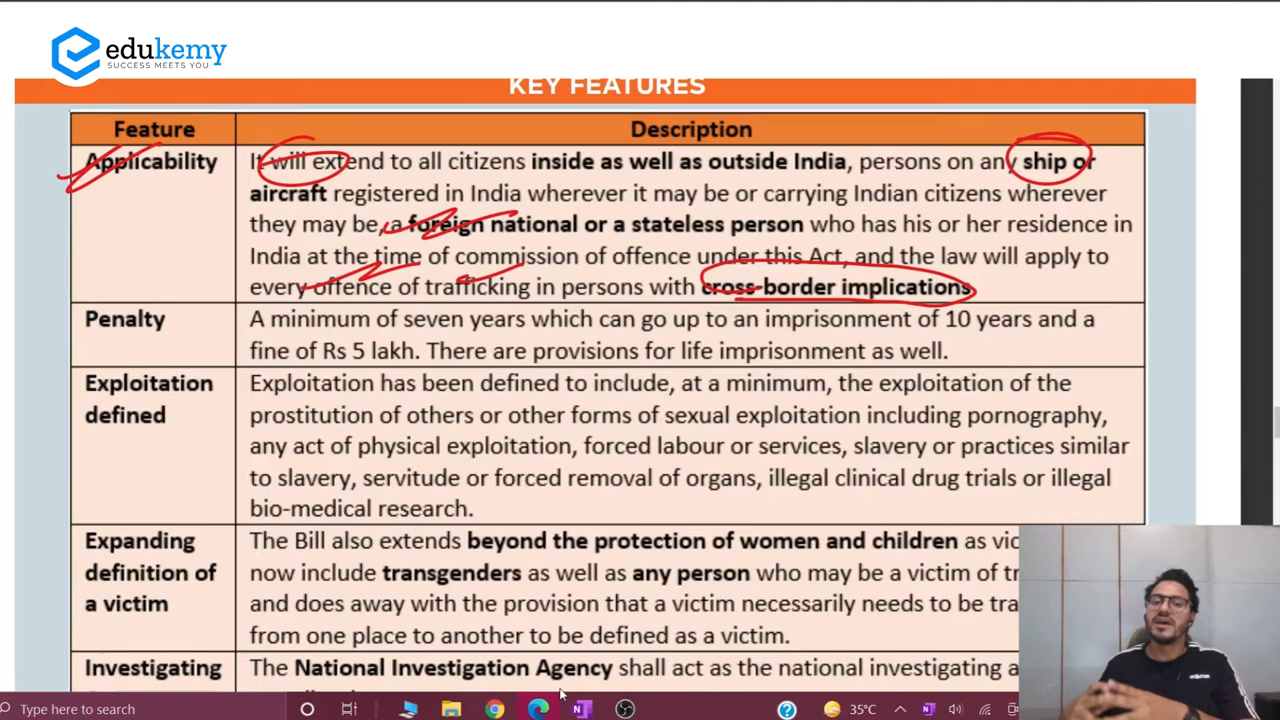 edukemy
SUCCESS MEETS YOU
KEY FEATURES
Feature
Description
Applicability
It will extend to all citizens inside as well as outside India, persons on any ship or
aircraft registered in India wherever it may be or carrying Indian citizens wherever
they may be, a foreign national or a stateless person who has his or her residence in
India at the time of commission of offence under this Act, and the law will apply to
every offence of trafficking in persons with cross-border implications
Penalty
A minimum of seven years which can go up to an imprisonment of 10 years and a
fine of Rs 5 lakh. There are provisions for life imprisonment as well.
Exploitation
defined
Exploitation has been defined to include, at a minimum, the exploitation of the
prostitution of others or other forms of sexual exploitation including pornography,
any act of physical exploitation, forced labour or services, slavery or practices similar
to slavery, servitude or forced removal of organs, illegal clinical drug trials or illegal
bio-medical research.
Expanding
definition of
a victim
The Bill also extends beyond the protection of women and children as
now include transgenders as well as any person who may be a victim of
and does away with the provision that a victim necessarily needs to be
from one place to another to be defined as a victim.
Investigating
The National Investigation Agency shall act as the national investigating
Type here to search
35°C